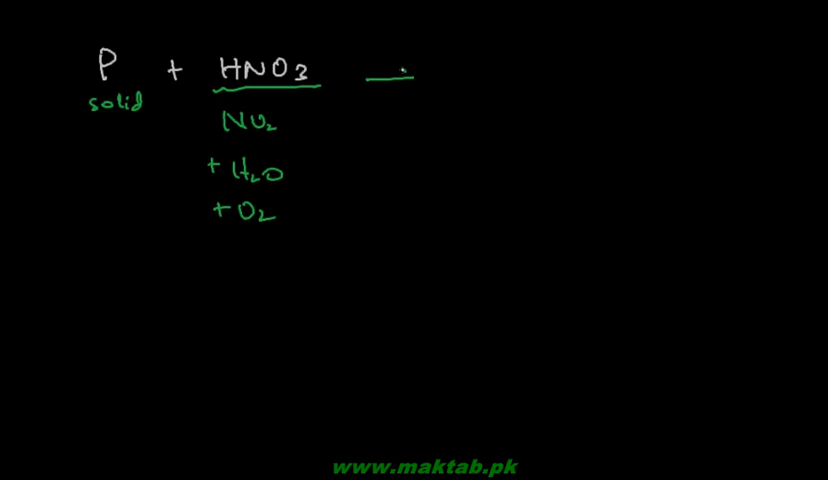 P + HNO3
solid
NO2
+ H2O
+ O2
www.maktab.pk